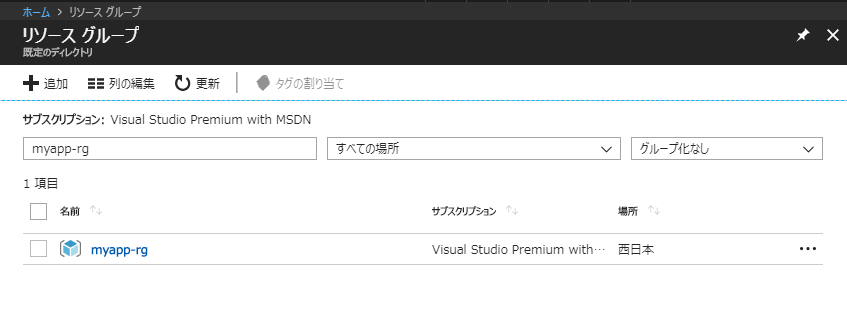 ホーム > リソース グループ
リソース グループ
既定のディレクトリ
追加 列の編集 更新 タグの割り当て
サブスクリプション: Visual Studio Premium with MSDN
myapp-rg すべての場所 グループ化なし
1 項目
名前 サブスクリプション 場所
myapp-rg Visual Studio Premium with··· 西日本